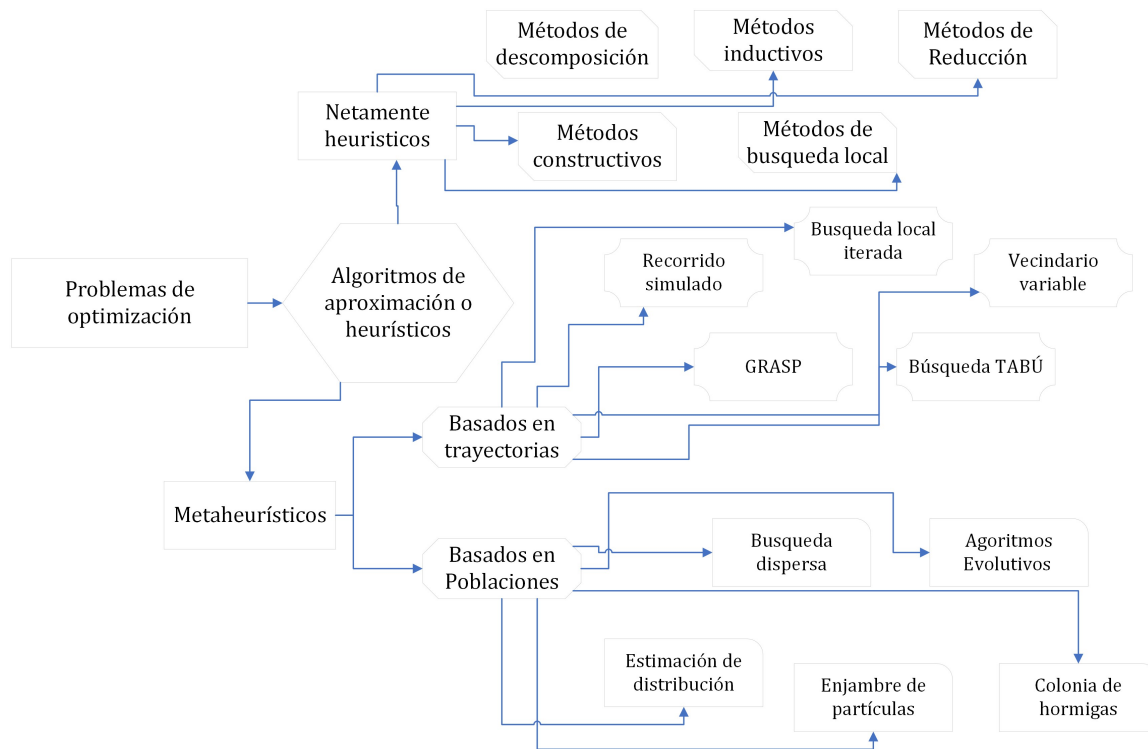 Métodos de
descomposición
Métodos
inductivos
Métodos de
Reducción
Netamente
heuristicos
Métodos
constructivos
Métodos de
busqueda local
Problemas de
optimización
Algoritmos de
aproximación o
heurísticos
Busqueda local
iterada
Recorrido
simulado
Vecindario
variable
GRASP
Búsqueda TABÚ
Basados en
trayectorias
Metaheurísticos
Basados en
Poblaciones
Busqueda
dispersa
Agoritmos
Evolutivos
Estimación de
distribución
Enjambre de
partículas
Colonia de
hormigas